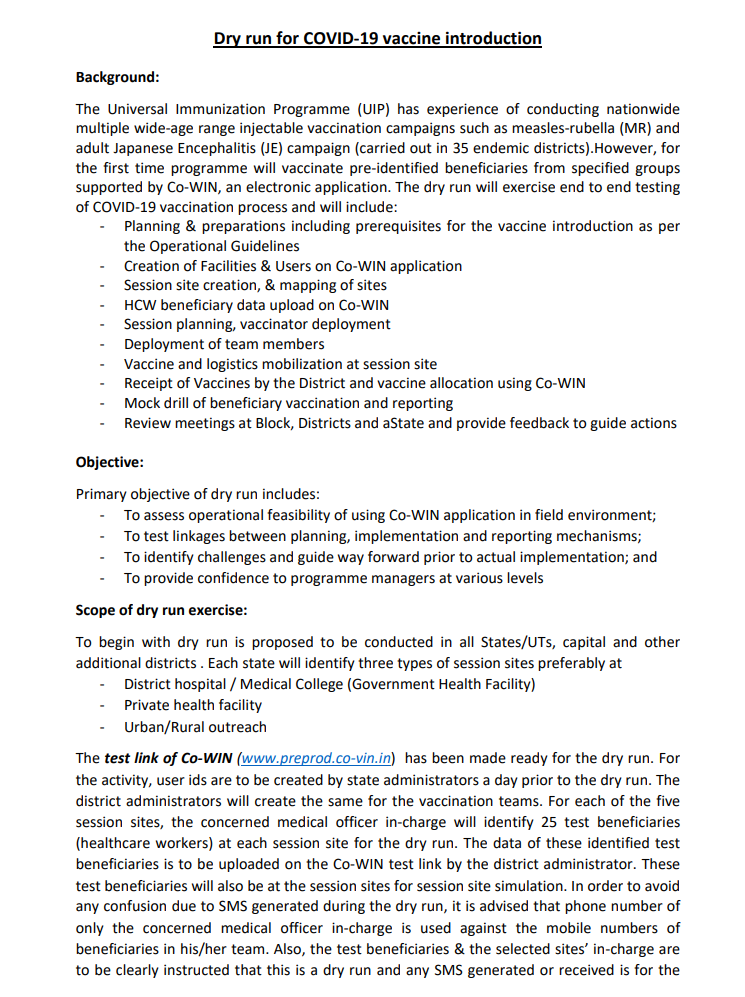 Dry run for COVID-19 vaccine introduction
Background:
The Universal Immunization Programme (UIP) has experience of conducting nationwide
multiple wide-age range injectable vaccination campaigns such as measles-rubella (MR) and
adult Japanese Encephalitis (JE) campaign (carried out in 35 endemic districts).However, for
the first time programme will vaccinate pre-identified beneficiaries from specified groups
supported by Co-WIN, an electronic application. The dry run will exercise end to end testing
of COVID-19 vaccination process and will include:
- Planning & preparations including prerequisites for the vaccine introduction as per
the Operational Guidelines
- Creation of Facilities & Users on Co-WIN application
- Session site creation, & mapping of sites
- HCW beneficiary data upload on Co-WIN
- Session planning, vaccinator deployment
- Deployment of team members
- Vaccine and logistics mobilization at session site
- Receipt of Vaccines by the District and vaccine allocation using Co-WIN
- Mock drill of beneficiary vaccination and reporting
- Review meetings at Block, Districts and aState and provide feedback to guide actions
Objective:
Primary objective of dry run includes:
- To assess operational feasibility of using Co-WIN application in field environment;
- To test linkages between planning, implementation and reporting mechanisms;
- To identify challenges and guide way forward prior to actual implementation; and
- To provide confidence to programme managers at various levels
Scope of dry run exercise:
To begin with dry run is proposed to be conducted in all States/UTs, capital and other
additional districts . Each state will identify three types of session sites preferably at
- District hospital / Medical College (Government Health Facility)
- Private health facility
- Urban/Rural outreach
The test link of Co-WIN (www.preprod.co-vin.in) has been made ready for the dry run. For
the activity, user ids are to be created by state administrators a day prior to the dry run. The
district administrators will create the same for the vaccination teams. For each of the five
session sites, the concerned medical officer in-charge will identify 25 test beneficiaries
(healthcare workers) at each session site for the dry run. The data of these identified test
beneficiaries is to be uploaded on the Co-WIN test link by the district administrator. These
test beneficiaries will also be at the session sites for session site simulation. In order to avoid
any confusion due to SMS generated during the dry run, it is advised that phone number of
only the concerned medical officer in-charge is used against the mobile numbers of
beneficiaries in his/her team. Also, the test beneficiaries & the selected sites' in-charge are
to be clearly instructed that this is a dry run and any SMS generated or received is for the